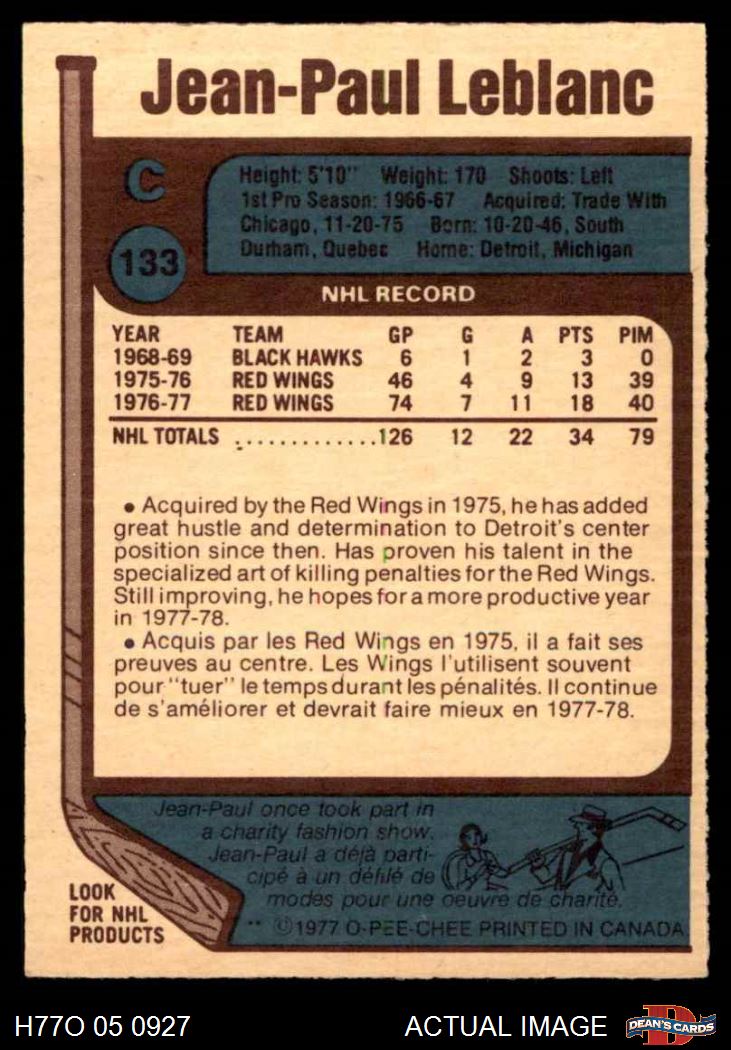 Jean-Paul Leblanc
C
133
Height: 5'10" Weight: 170 Shoots: Left
1st Pro Season: 1966-67 Acquired: Trade With
Chicago, 11-20-75 Born: 10-20-46, South
Durham, Quebec Home: Detroit, Michigan
NHL RECORD
YEAR TEAM GP G A PTS PIM
1968-69 BLACK HAWKS 6 1 2 3 0
1975-76 RED WINGS 46 4 9 13 39
1976-77 RED WINGS 74 7 11 18 40
NHL TOTALS .............126 12 22 34 79
• Acquired by the Red Wings in 1975, he has added
great hustle and determination to Detroit's center
position since then. Has proven his talent in the
specialized art of killing penalties for the Red Wings.
Still improving, he hopes for a more productive year
in 1977-78.
• Acquis par les Red Wings en 1975, il a fait ses
preuves au centre. Les Wings l'utilisent souvent
pour "tuer" le temps durant les pénalités. Il continue
de s'améliorer et devrait faire mieux en 1977-78.
Jean-Paul once took part in
a charity fashion show.
Jean-Paul a déjà parti-
cipé à un défilé de
modes pour une oeuvre de charité.
LOOK
FOR NHL
PRODUCTS
** ©1977 O-PEE-CHEE PRINTED IN CANADA
H77O 05 0927 ACTUAL IMAGE DEAN'S CARDS